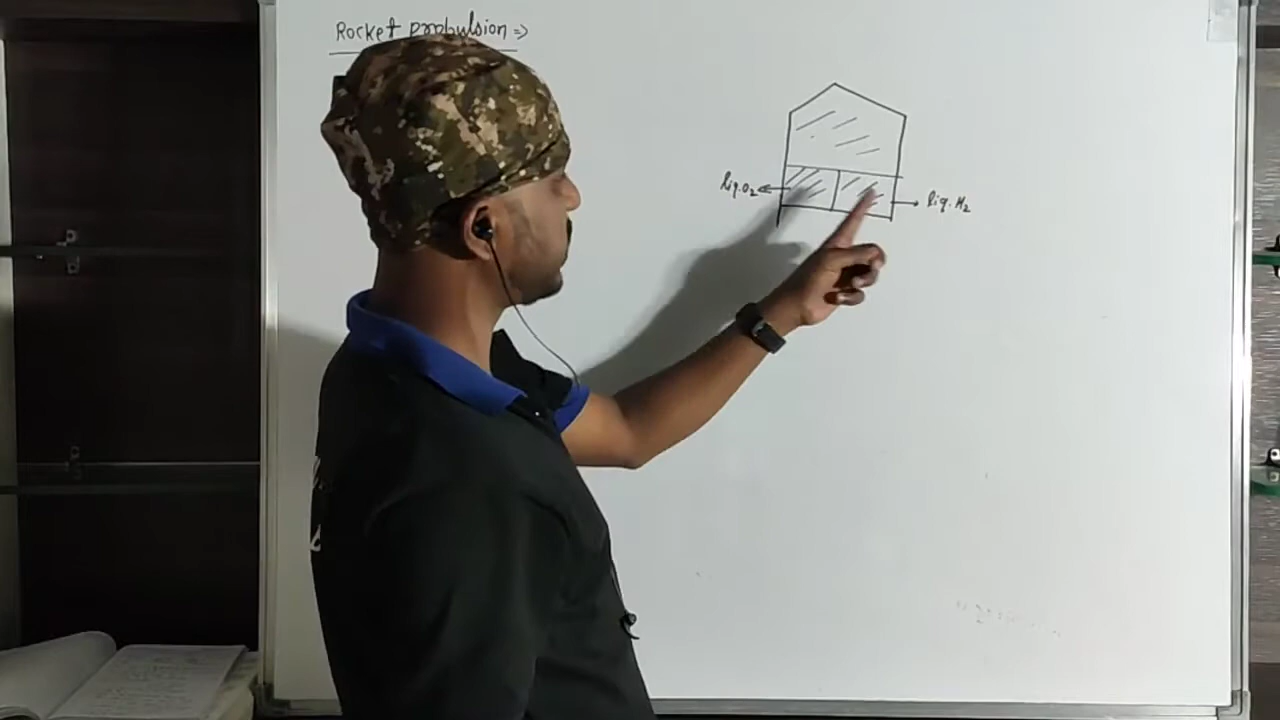 Rocket propulsion ⇒
liq. O₂
liq. H₂